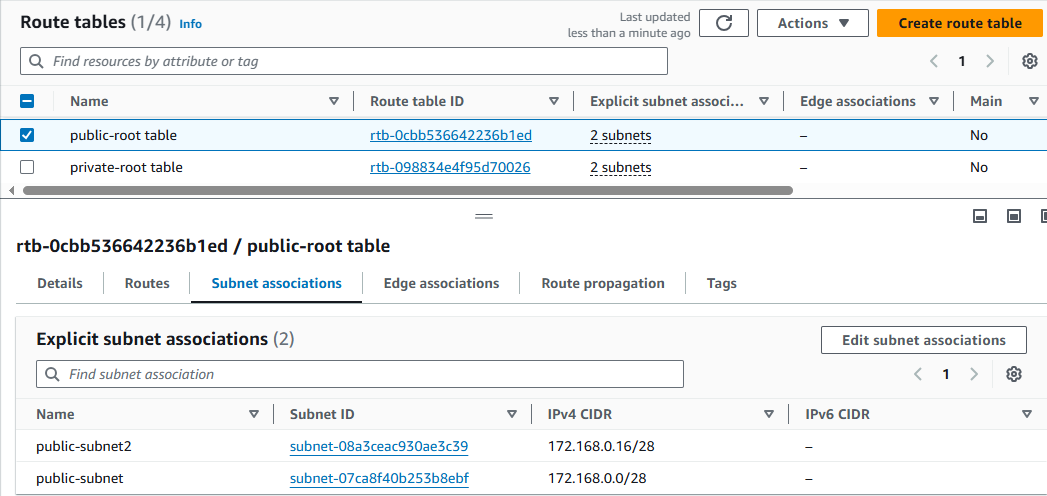 Route tables (1/4) Info
Last updated
less than a minute ago
Actions
Create route table
Find resources by attribute or tag
1
Name Route table ID Explicit subnet associ... Edge associations Main
public-root table rtb-0cbb536642236b1ed 2 subnets – No
private-root table rtb-098834e4f95d70026 2 subnets – No
rtb-0cbb536642236b1ed / public-root table
Details Routes Subnet associations Edge associations Route propagation Tags
Explicit subnet associations (2)
Edit subnet associations
Find subnet association
1
Name Subnet ID IPv4 CIDR IPv6 CIDR
public-subnet2 subnet-08a3ceac930ae3c39 172.168.0.16/28 –
public-subnet subnet-07ca8f40b253b8ebf 172.168.0.0/28 –